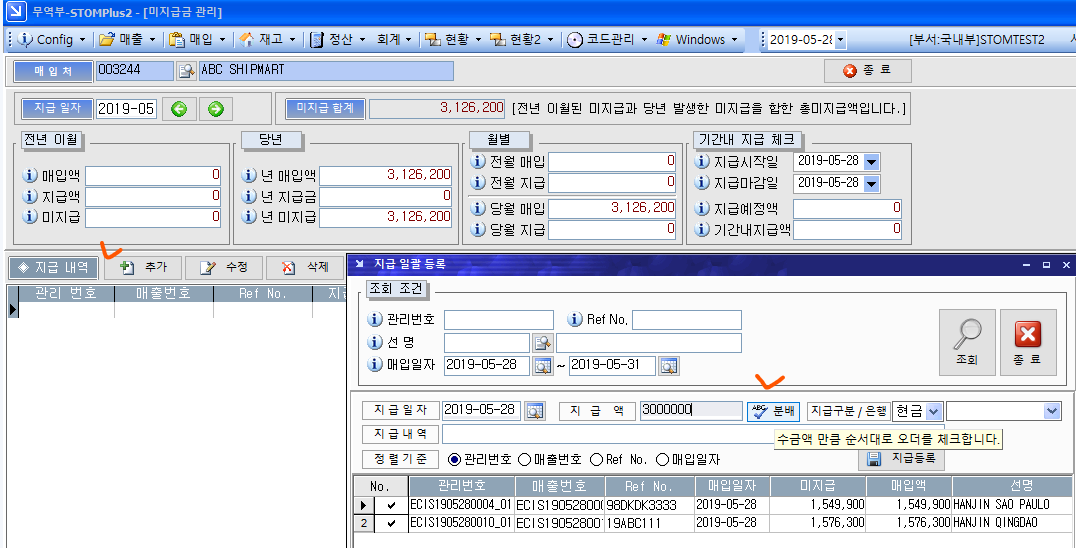 무역부-STOMPlus2 - [미지급금 관리]
Config 매출 매입 재고 정산 회계 현황 현황2 코드관리 Windows 2019-05-28 [부서:국내부]STOMTEST2
매 입 처 003244 ABC SHIPMART 종 료
지급 일자 2019-05 미지급 합계 3,126,200 [전년 이월된 미지급과 당년 발생한 미지급을 합한 총미지급액입니다.]
전년 이월 당년 월별 기간내 지급 체크
매입액 0 년 매입액 3,126,200 전월 매입 0 지급시작일 2019-05-28
지급액 0 년 지급금 0 전월 지급 0 지급마감일 2019-05-28
미지급 0 년 미지급 3,126,200 당월 매입 3,126,200 지급예정액 0
당월 지급 0 기간내지급액 0
◈ 지급 내역 추가 수정 삭제
관리 번호 매출번호 Ref No. 지급
지급 일괄 등록
조회 조건
관리번호 Ref No.
선 명
매입일자 2019-05-28 ~ 2019-05-31
조회 종 료
지급일자 2019-05-28 지 급 액 3000000 ABC 분배 지급구분 / 은행 현금
지급내역
수금액 만큼 순서대로 오더를 체크합니다.
정렬기준 관리번호 매출번호 Ref No. 매입일자 지급등록
No. 관리번호 매출번호 Ref No. 매입일자 미지급 매입액 선명
ECIS1905280004_01 ECIS190528000 98DKDK3333 2019-05-28 1,549,900 1,549,900 HANJIN SAO PAULO
2 ECIS1905280010_01 ECIS190528001 19ABC111 2019-05-28 1,576,300 1,576,300 HANJIN QINGDAO